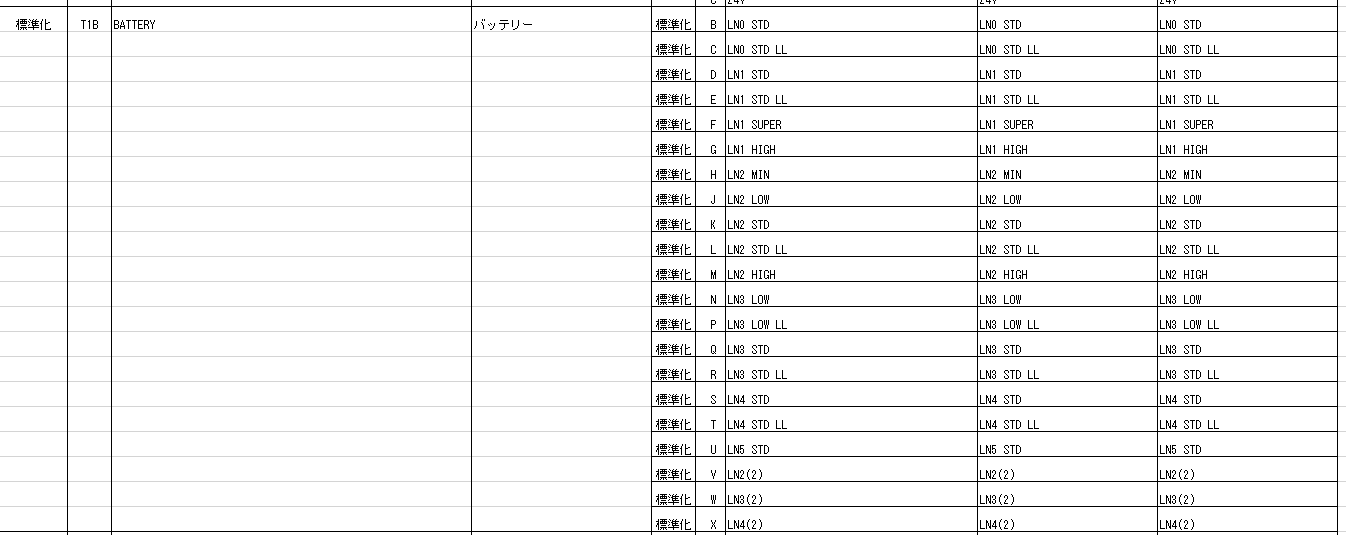 C 24V 24V 24V
標準化 T1B BATTERY バッテリー 標準化 B LN0 STD LN0 STD LN0 STD
標準化 C LN0 STD LL LN0 STD LL LN0 STD LL
標準化 D LN1 STD LN1 STD LN1 STD
標準化 E LN1 STD LL LN1 STD LL LN1 STD LL
標準化 F LN1 SUPER LN1 SUPER LN1 SUPER
標準化 G LN1 HIGH LN1 HIGH LN1 HIGH
標準化 H LN2 MIN LN2 MIN LN2 MIN
標準化 J LN2 LOW LN2 LOW LN2 LOW
標準化 K LN2 STD LN2 STD LN2 STD
標準化 L LN2 STD LL LN2 STD LL LN2 STD LL
標準化 M LN2 HIGH LN2 HIGH LN2 HIGH
標準化 N LN3 LOW LN3 LOW LN3 LOW
標準化 P LN3 LOW LL LN3 LOW LL LN3 LOW LL
標準化 Q LN3 STD LN3 STD LN3 STD
標準化 R LN3 STD LL LN3 STD LL LN3 STD LL
標準化 S LN4 STD LN4 STD LN4 STD
標準化 T LN4 STD LL LN4 STD LL LN4 STD LL
標準化 U LN5 STD LN5 STD LN5 STD
標準化 V LN2(2) LN2(2) LN2(2)
標準化 W LN3(2) LN3(2) LN3(2)
標準化 X LN4(2) LN4(2) LN4(2)